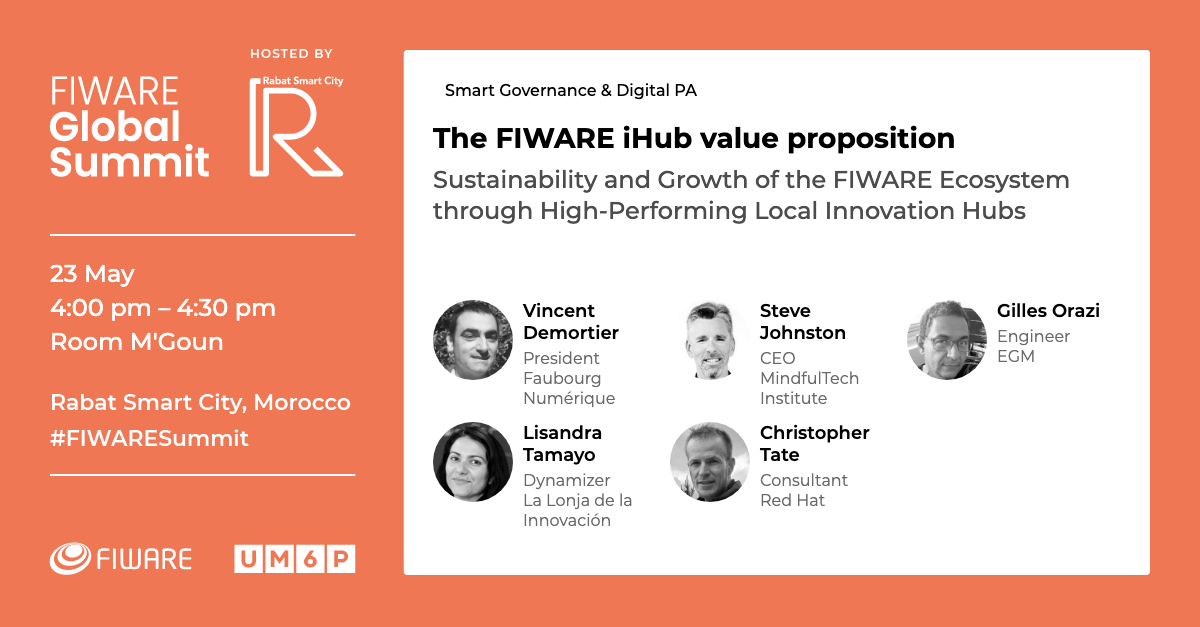 HOSTED BY
FIWARE
Global
Summit
Rabat Smart City
R
23 May
4:00 pm – 4:30 pm
Room M'Goun
Rabat Smart City, Morocco
#FIWARESummit
FIWARE
UM6P
Smart Governance & Digital PA
The FIWARE iHub value proposition
Sustainability and Growth of the FIWARE Ecosystem
through High-Performing Local Innovation Hubs
Vincent
Demortier
President
Faubourg
Numérique
Steve
Johnston
CEO
MindfulTech
Institute
Gilles Orazi
Engineer
EGM
Lisandra
Tamayo
Dynamizer
La Lonja de la
Innovación
Christopher
Tate
Consultant
Red Hat